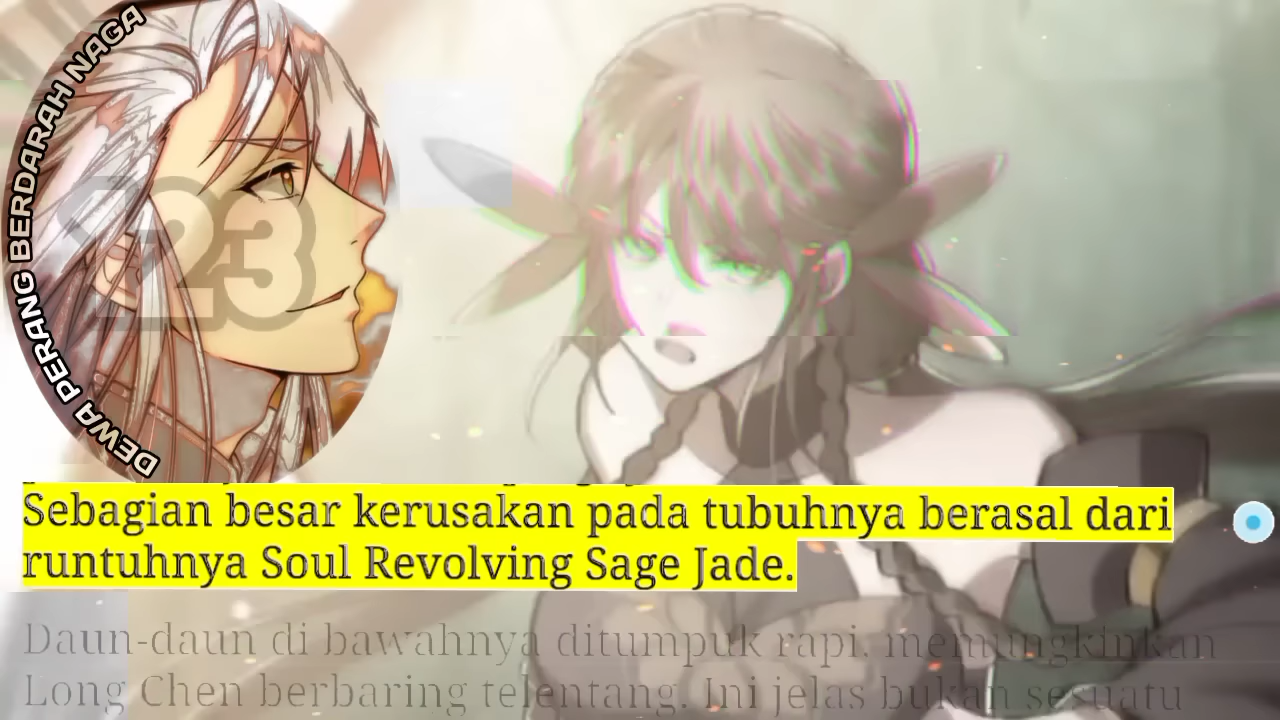 DEWA PERANG BERDARAH NAGA
123
Sebagian besar kerusakan pada tubuhnya berasal dari
runtuhnya Soul Revolving Sage Jade.
Daun-daun di bawahnya ditumpuk rapi, memungkinkan
Long Chen berbaring telentang. Ini jelas bukan sesuatu